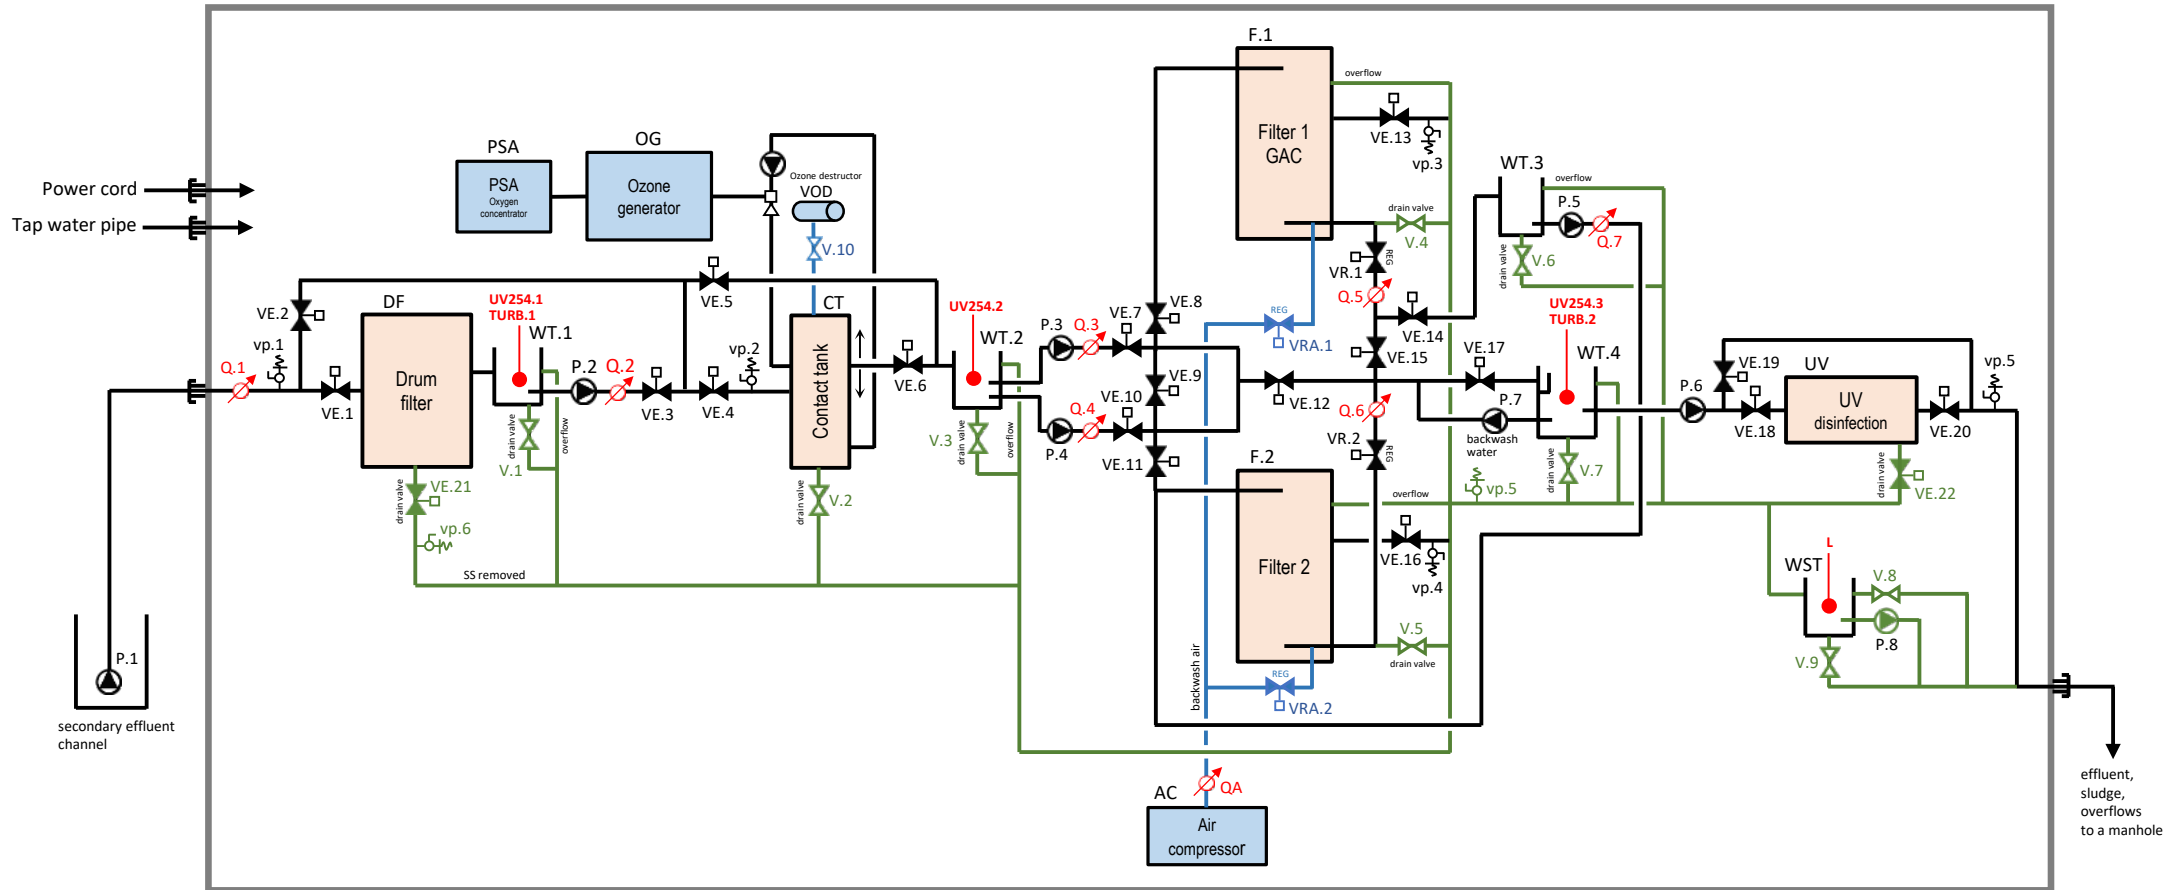 F.1
overflow
Filter 1
GAC
VE.13
vp.3
PSA
OG
PSA
Oxygen
concentrator
Ozone
generator
Ozone destructor
VOD
V.10
WT.3
overflow
P.5
Q.7
drain valve
V.6
Power cord
Tap water pipe
drain valve
V.4
REG
VR.1
Q.5
VE.14
VE.15
REG
VRA.1
VE.2
DF
UV254.1
TURB.1
WT.1
VE.5
CT
UV254.2
WT.2
P.3
Q.3
VE.7
VE.8
VE.9
UV254.3
TURB.2
WT.4
VE.17
VE.19
UV
vp.5
Q.1
vp.1
VE.1
Drum
filter
P.2
Q.2
VE.3
VE.4
vp.2
Contact tank
VE.6
VE.10
Q.4
P.4
VE.11
VE.12
Q.6
VR.2
REG
P.7
backwash
water
P.6
VE.18
UV
disinfection
VE.20
drain valve
V.1
overflow
drain valve
V.3
overflow
F.2
overflow
vp.5
drain valve
V.7
drain valve
VE.22
drain valve
VE.21
vp.6
V.2
SS removed
Filter 2
VE.16
vp.4
WST
L
V.8
P.8
V.9
V.5
drain valve
REG
VRA.2
backwash air
P.1
secondary effluent
channel
QA
AC
Air
compressor
effluent,
sludge,
overflows
to a manhole